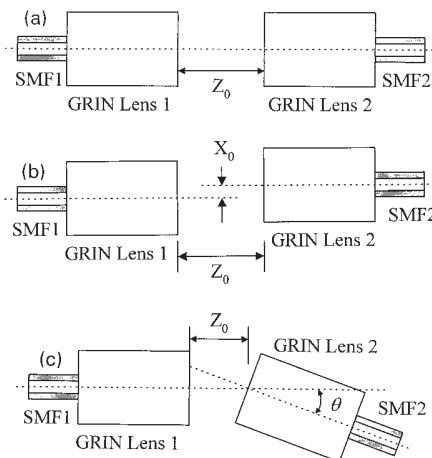 (a)
SMF1
SMF2
Z₀
GRIN Lens 1
GRIN Lens 2
(b)
X₀
SMF1
SMF2
GRIN Lens 1
GRIN Lens 2
Z₀
(c)
Z₀
GRIN Lens 2
θ
SMF1
SMF2
GRIN Lens 1